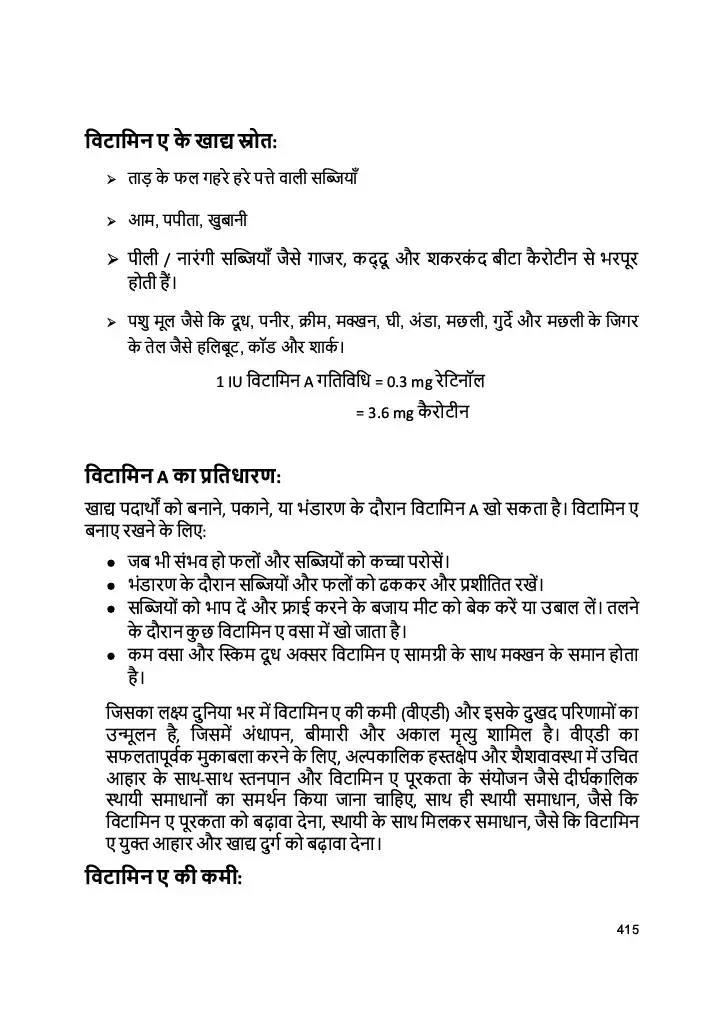 विटामिन ए के खाद्य स्रोत:
➢ ताड़ के फल गहरे हरे पत्ते वाली सब्जियाँ
➢ आम, पपीता, खुबानी
➢ पीली / नारंगी सब्जियाँ जैसे गाजर, कद्दू और शकरकंद बीटा कैरोटीन से भरपूर
होती हैं।
➢ पशु मूल जैसे कि दूध, पनीर, क्रीम, मक्खन, घी, अंडा, मछली, गुर्दे और मछली के जिगर
के तेल जैसे हलिबूट, कॉड और शार्क।
1 IU विटामिन A गतिविधि = 0.3 mg रेटिनॉल
= 3.6 mg कैरोटीन
विटामिन A का प्रतिधारण:
खाद्य पदार्थों को बनाने, पकाने, या भंडारण के दौरान विटामिन A खो सकता है। विटामिन ए
बनाए रखने के लिए:
● जब भी संभव हो फलों और सब्जियों को कच्चा परोसें।
● भंडारण के दौरान सब्जियों और फलों को ढककर और प्रशीतित रखें।
● सब्जियों को भाप दें और फ्राई करने के बजाय मीट को बेक करें या उबाल लें। तलने
के दौरान कुछ विटामिन ए वसा में खो जाता है।
● कम वसा और स्किम दूध अक्सर विटामिन ए सामग्री के साथ मक्खन के समान होता
है।
जिसका लक्ष्य दुनिया भर में विटामिन ए की कमी (वीएडी) और इसके दुखद परिणामों का
उन्मूलन है, जिसमें अंधापन, बीमारी और अकाल मृत्यु शामिल है। वीएडी का
सफलतापूर्वक मुकाबला करने के लिए, अल्पकालिक हस्तक्षेप और शैशवावस्था में उचित
आहार के साथ-साथ स्तनपान और विटामिन ए पूरकता के संयोजन जैसे दीर्घकालिक
स्थायी समाधानों का समर्थन किया जाना चाहिए, साथ ही स्थायी समाधान, जैसे कि
विटामिन ए पूरकता को बढ़ावा देना, स्थायी के साथ मिलकर समाधान, जैसे कि विटामिन
ए युक्त आहार और खाद्य दुर्ग को बढ़ावा देना।
विटामिन ए की कमी:
415